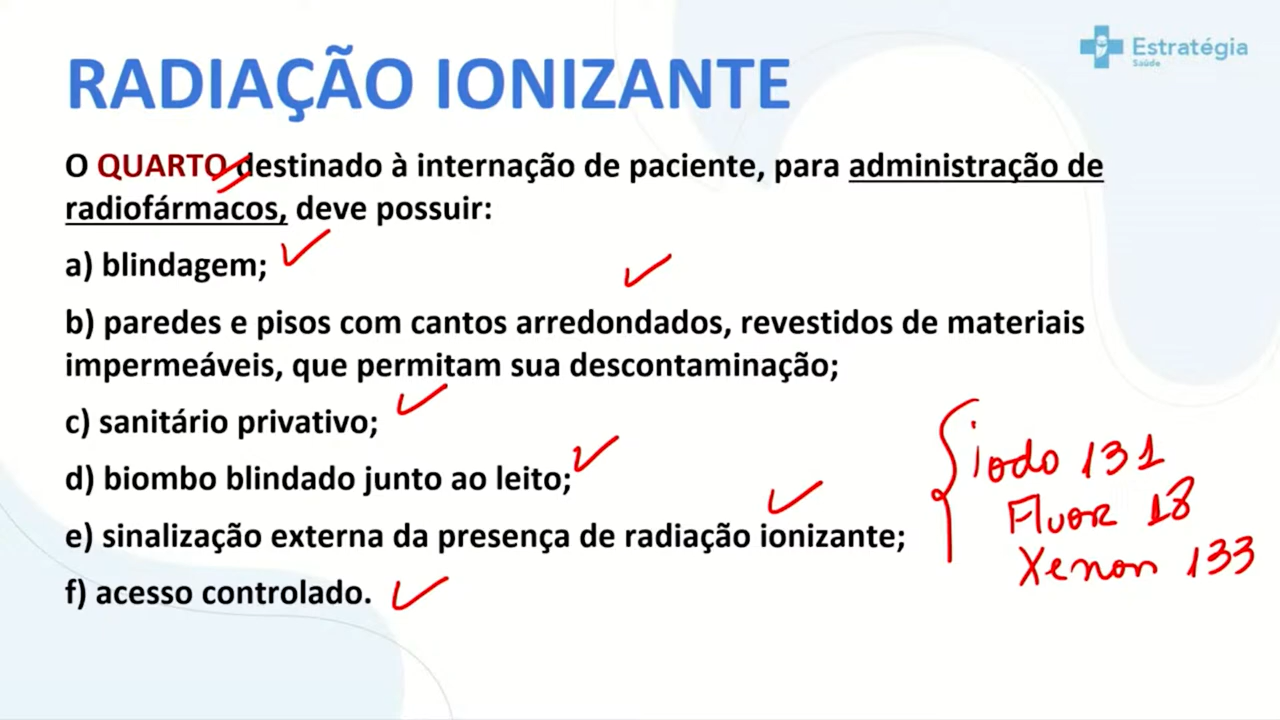 Estratégia
Saúde
RADIAÇÃO IONIZANTE
O QUARTO destinado à internação de paciente, para administração de
radiofármacos, deve possuir:
a) blindagem;
b) paredes e pisos com cantos arredondados, revestidos de materiais
impermeáveis, que permitam sua descontaminação;
c) sanitário privativo;
d) biombo blindado junto ao leito;
e) sinalização externa da presença de radiação ionizante;
f) acesso controlado.
iodo 131
Fluor 18
Xenon 133